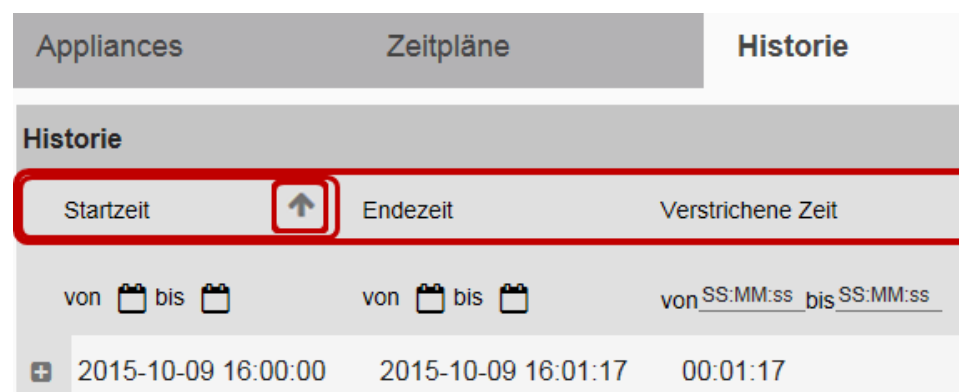 Appliances Zeitpläne Historie
Historie
Startzeit Endezeit Verstrichene Zeit
von bis von bis von SS:MM:ss bis SS:MM:ss
2015-10-09 16:00:00 2015-10-09 16:01:17 00:01:17